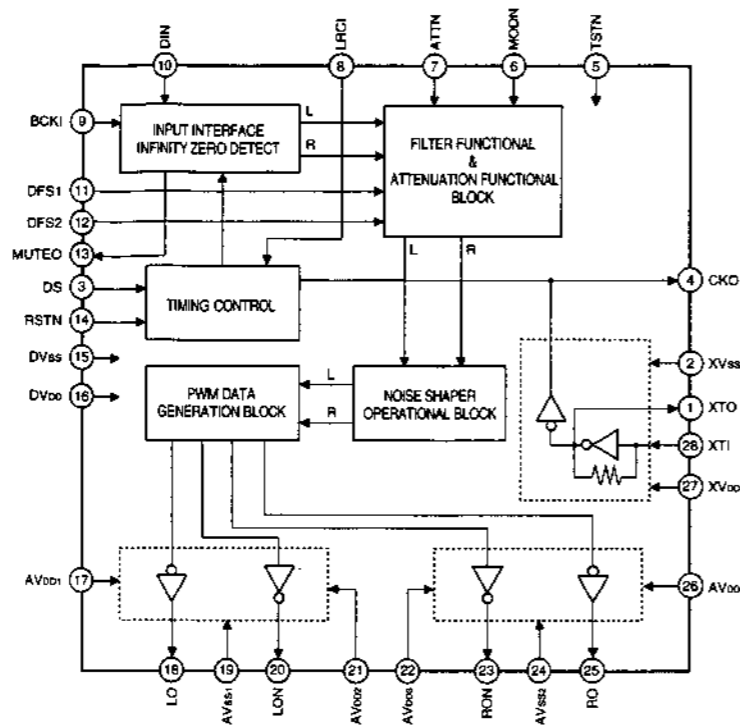 DIN
LRCI
ATTN
MODN
TSTN
10
8
7
6
5
BCKI
9
INPUT INTERFACE
INFINITY ZERO DETECT
L
R
FILTER FUNCTIONAL
&
ATTENUATION FUNCTIONAL
BLOCK
DFS1
11
DFS2
12
MUTEO
13
L
R
DS
3
TIMING CONTROL
4
CKO
RSTN
14
DVSS
15
2
XVSS
DVDD
16
PWM DATA
GENERATION BLOCK
L
R
NOISE SHAPER
OPERATIONAL BLOCK
1
XTO
28
XTI
27
XVDD
AVDD1
17
26
18
19
20
21
22
23
24
25
LO
AVSS1
LON
AVDD2
RON
AVSS2
RO